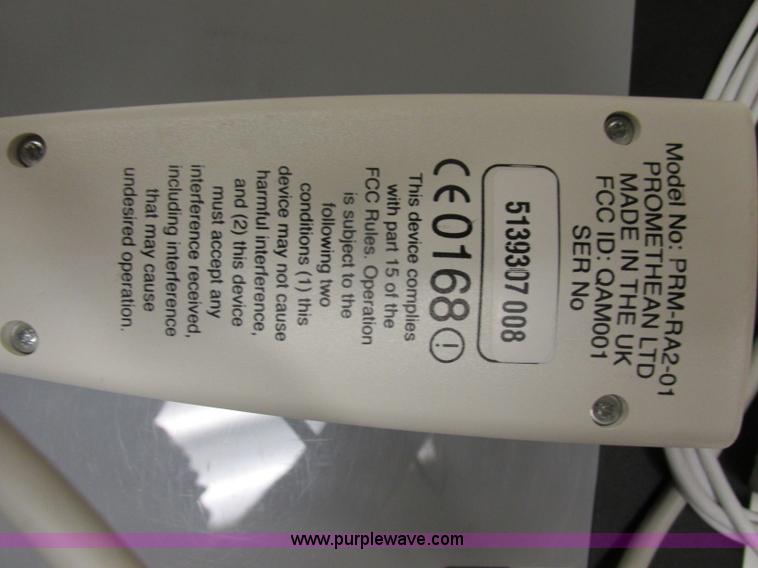 Model No: PRM-RA2-01
PROMETHEAN LTD
MADE IN THE UK
FCC ID: QAM001
SER No
5139307 008
CE0168
This device complies
with part 15 of the
FCC Rules. Operation
is subject to the
following two
conditions (1) this
device may not cause
harmful interference,
and (2) this device
must accept any
interference received,
including interference
that may cause
undesired operation.
www.purplewave.com